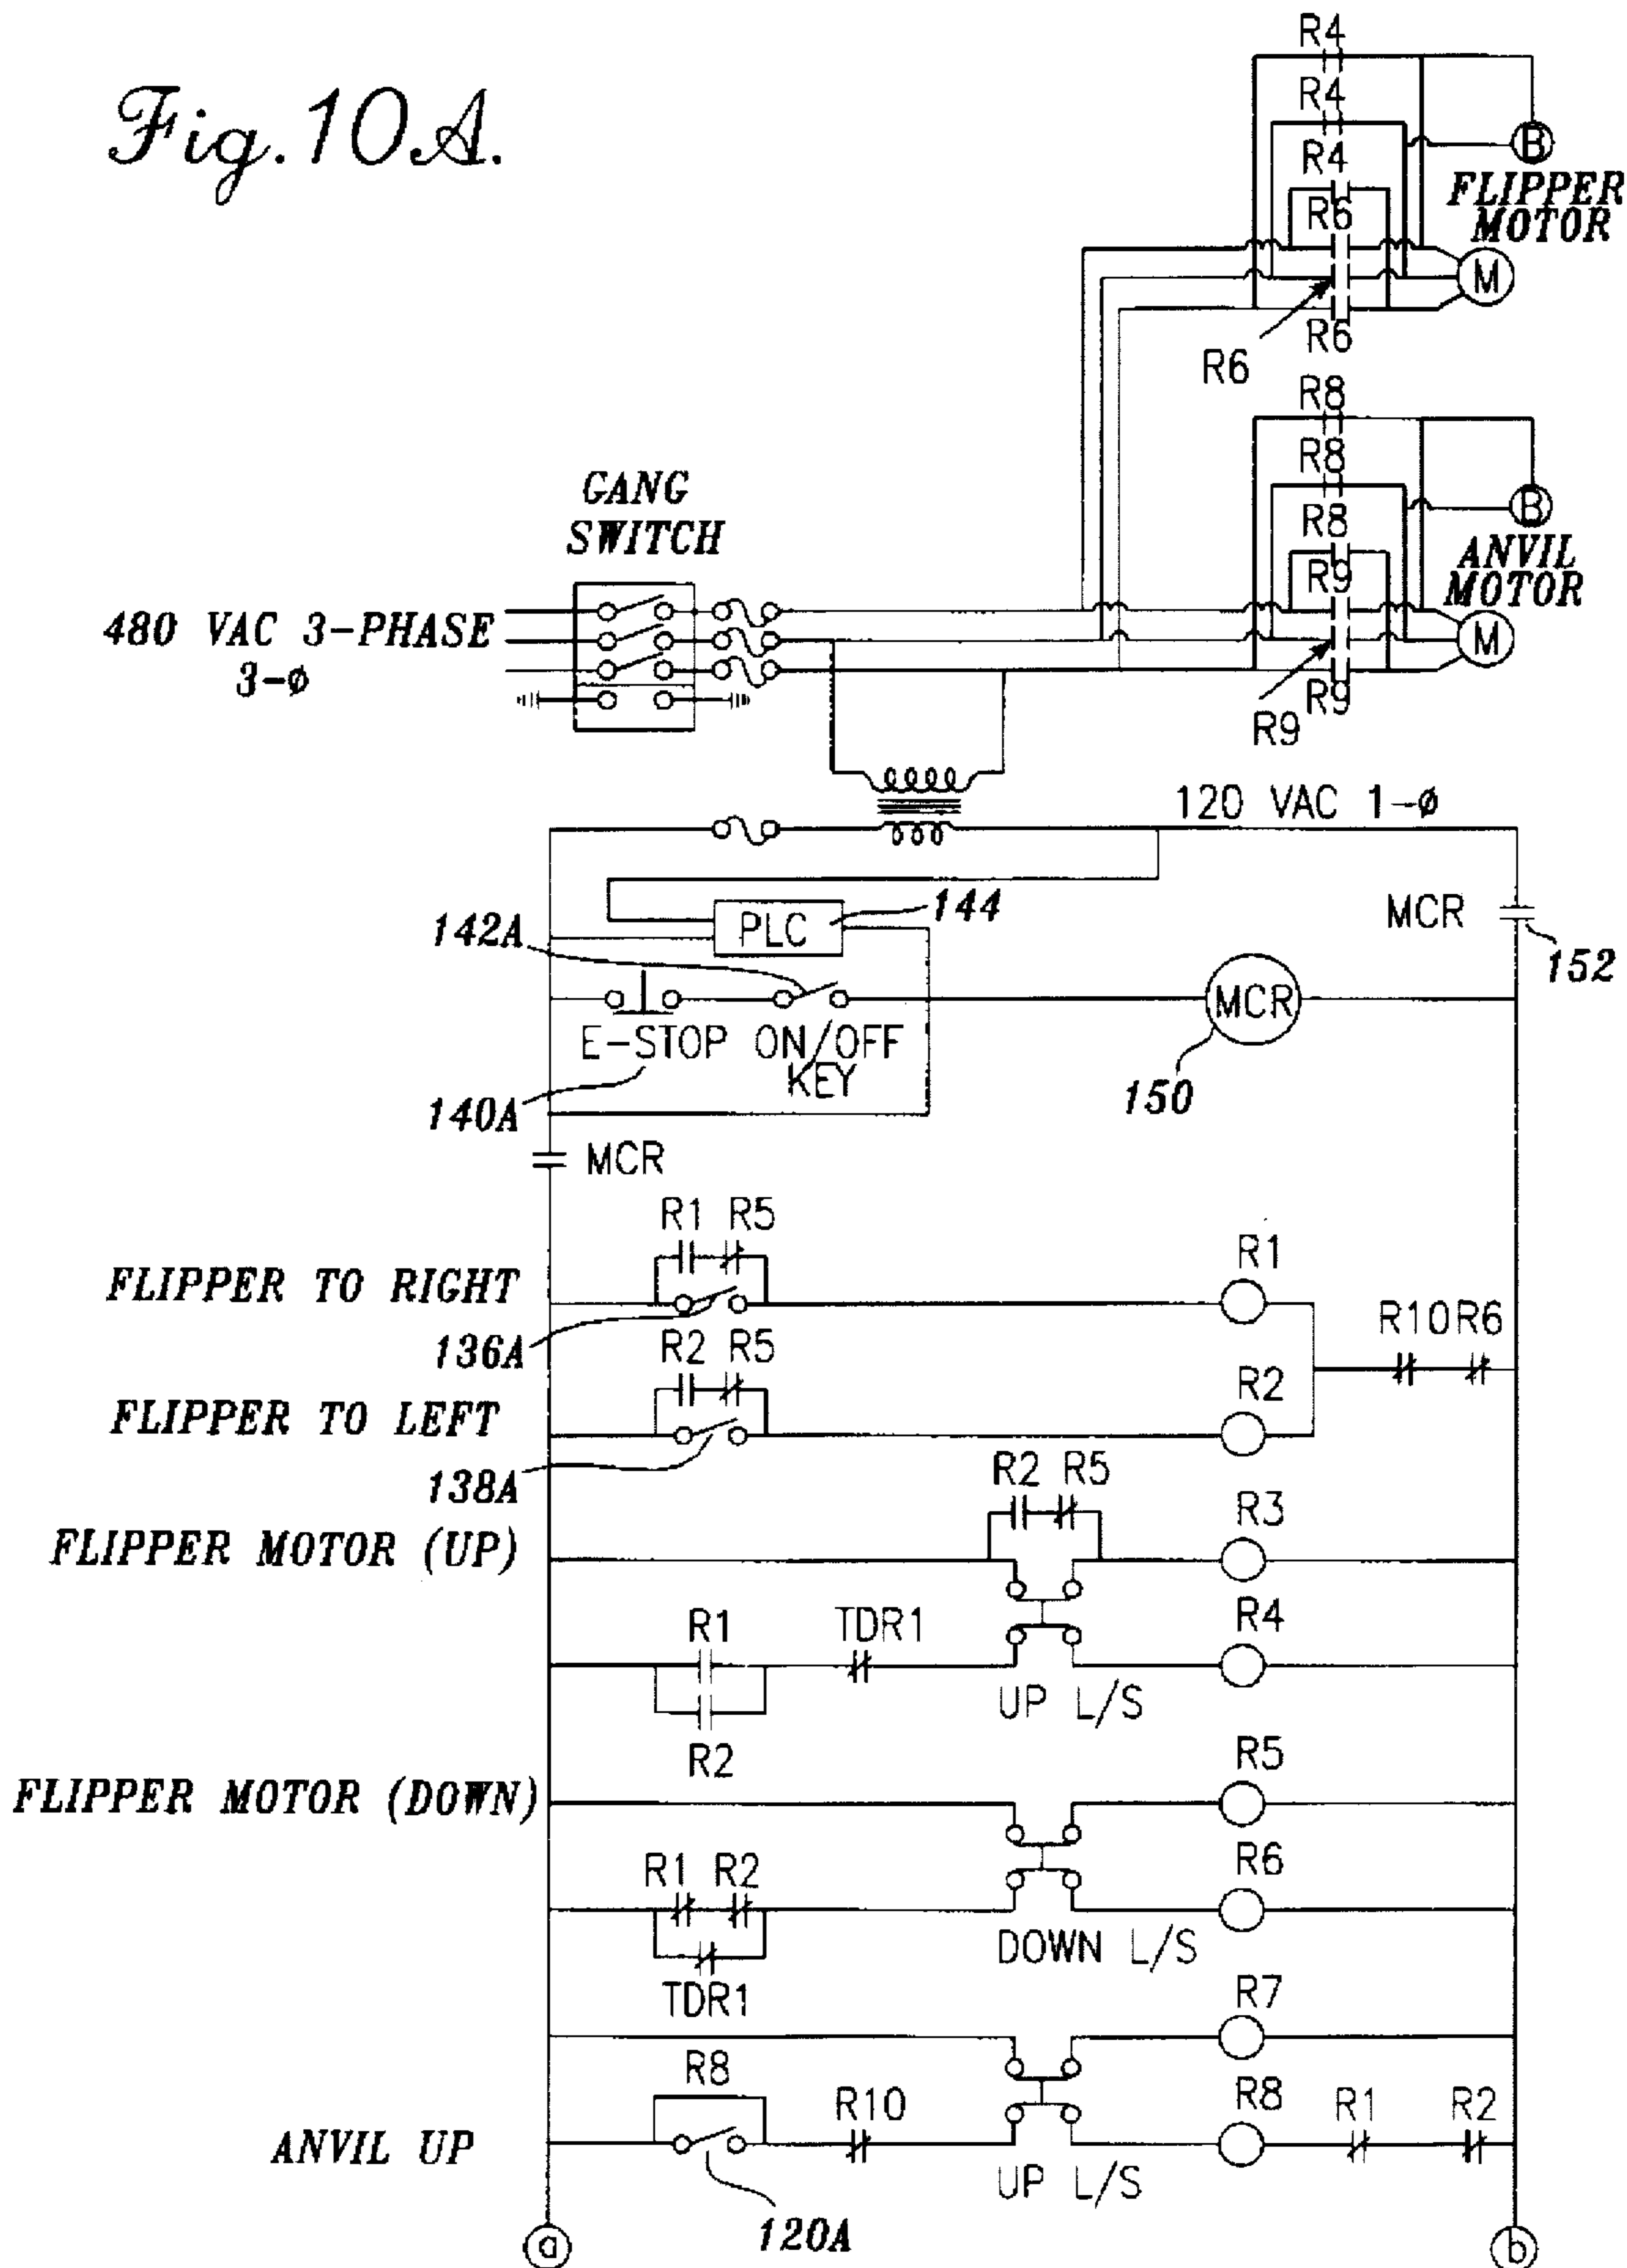 Fig. 10A.
R4
R4
B
R4
FLIPPER
MOTOR
R6
M
R6
R6
R8
R8
GANG
SWITCH
B
R8
ANVIL
MOTOR
R9
480 VAC 3-PHASE
3-ø
M
R9
R9
120 VAC 1-ø
142A
PLC
144
MCR
152
MCR
E-STOP ON/OFF
KEY
140A
150
MCR
R1 R5
R1
FLIPPER TO RIGHT
136A
R10 R6
R2 R5
R2
FLIPPER TO LEFT
138A
R2 R5
R3
FLIPPER MOTOR (UP)
R1
TDR1
R4
UP L/S
R2
R5
FLIPPER MOTOR (DOWN)
R1 R2
R6
DOWN L/S
TDR1
R7
R8
R10
R8
R1
R2
ANVIL UP
UP L/S
120A
a
b